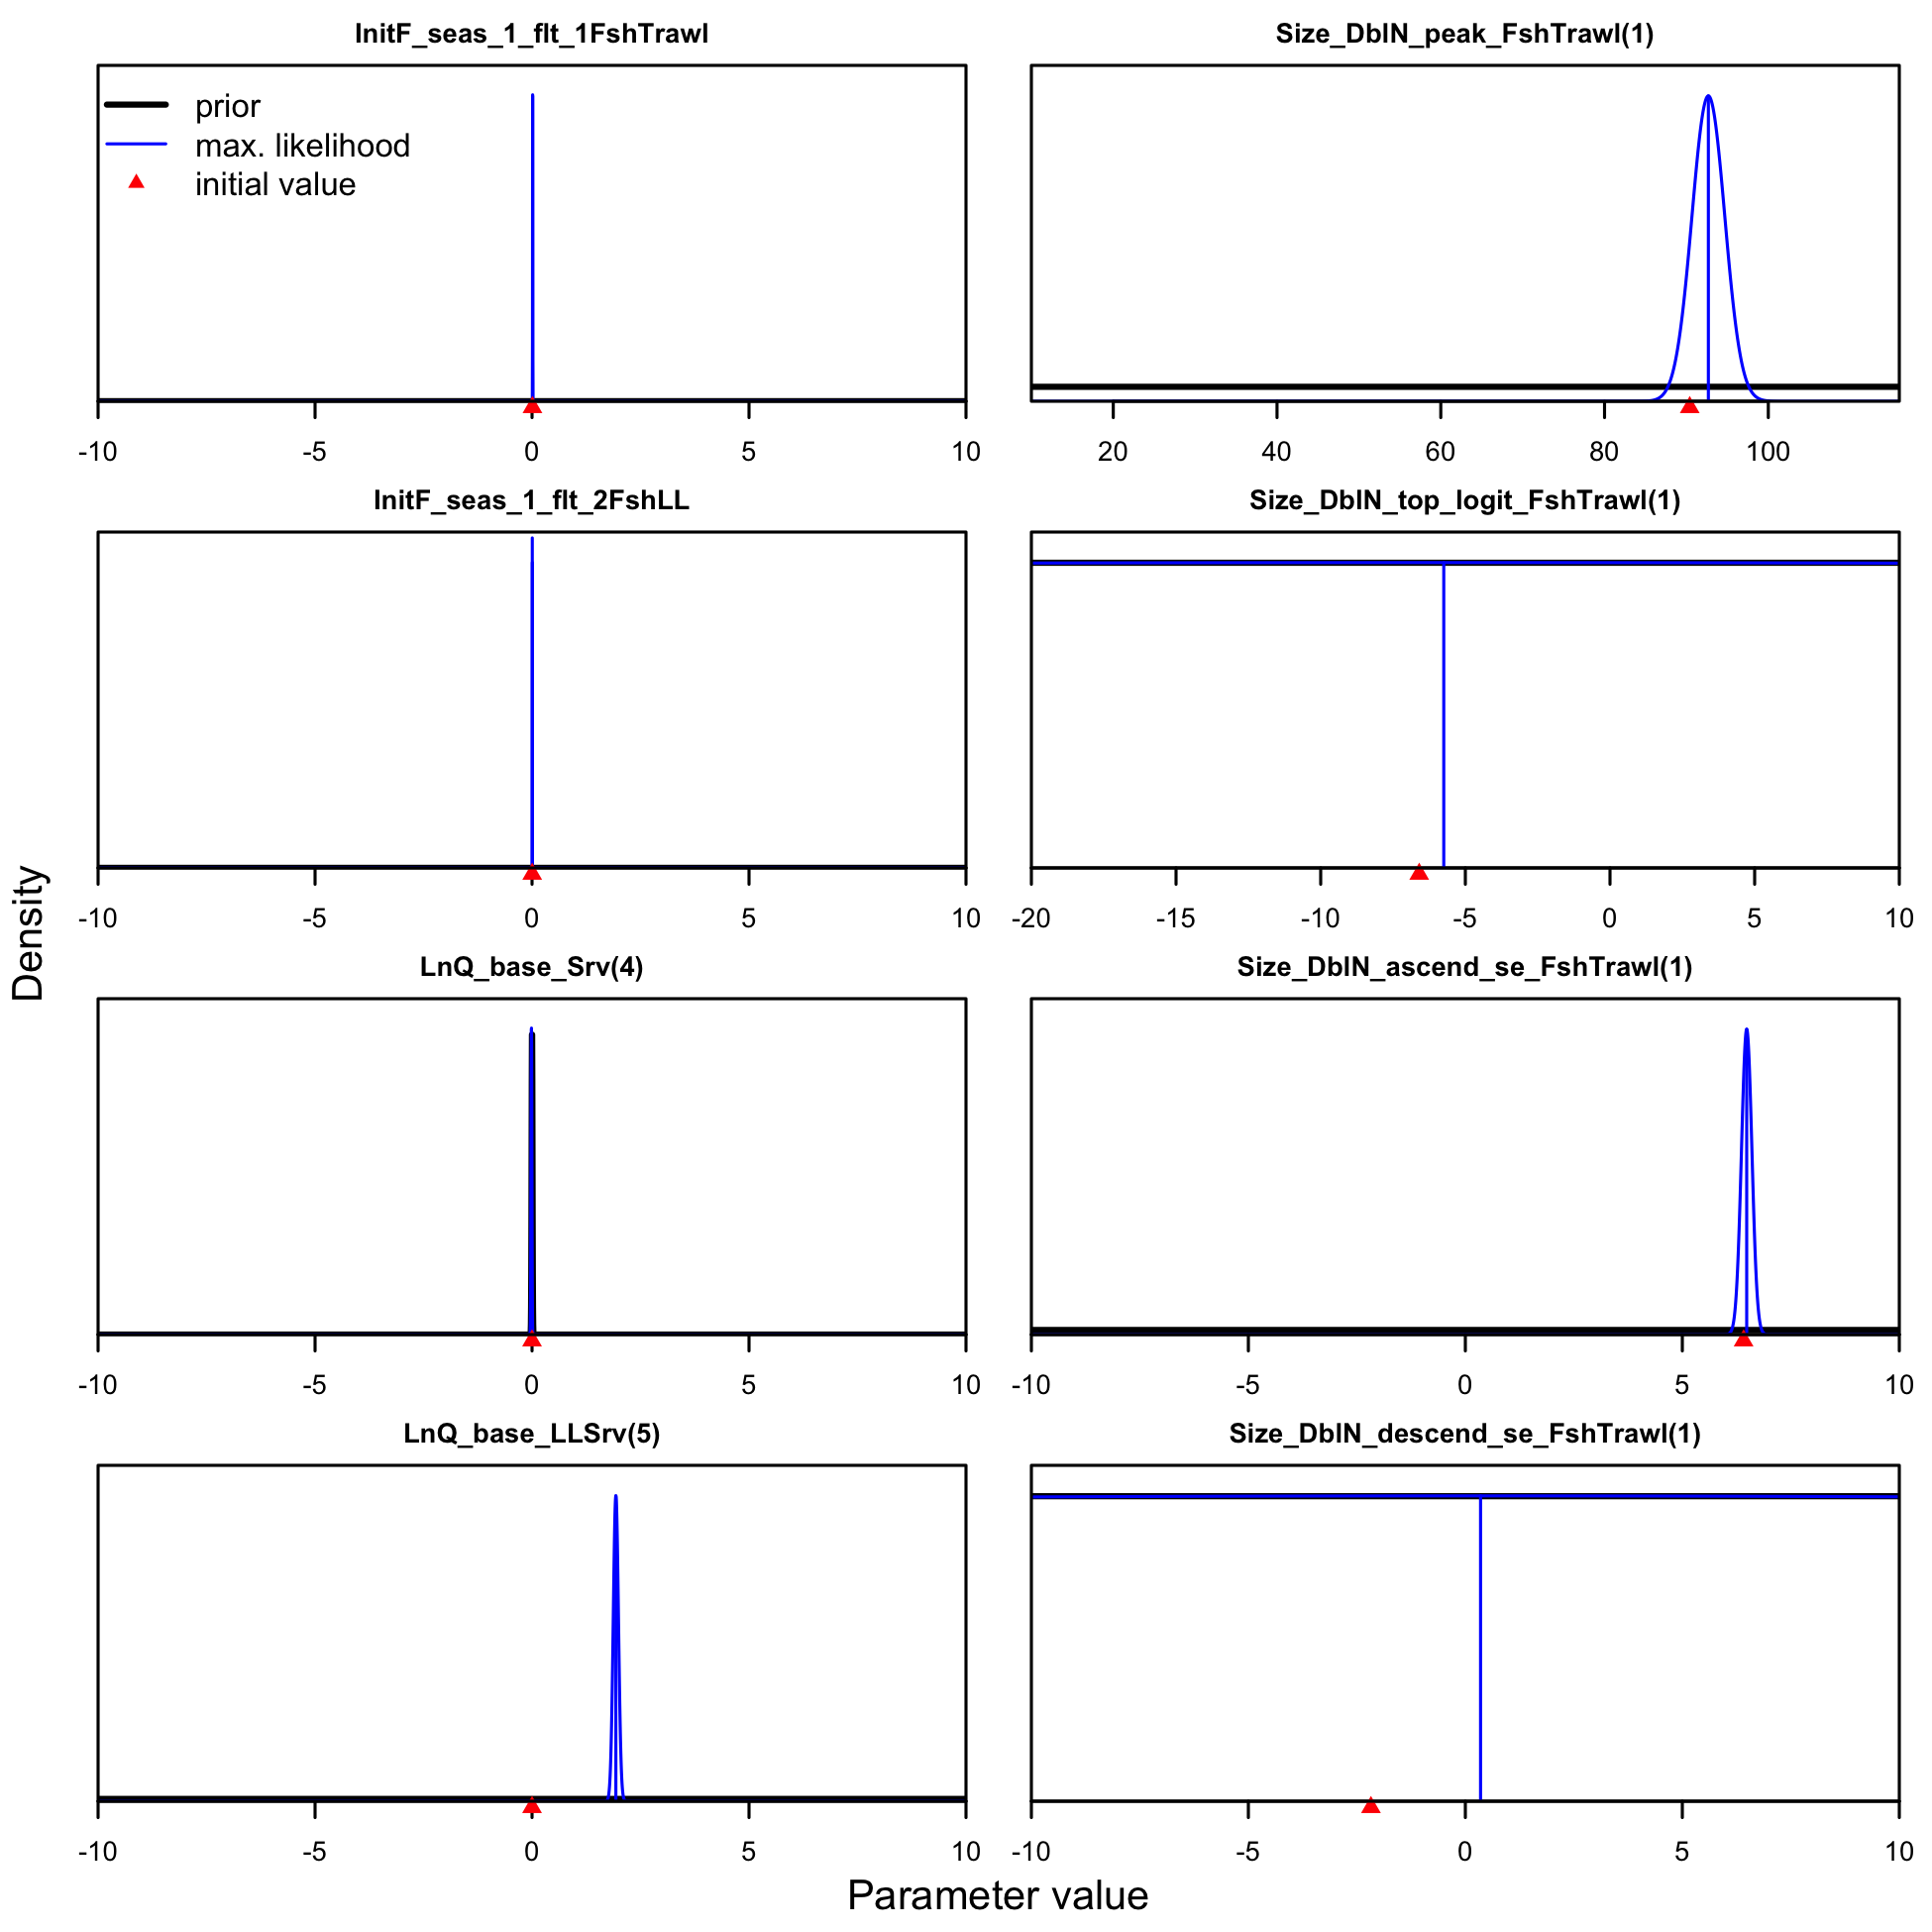 InitF_seas_1_flt_1FshTrawl
prior
max. likelihood
initial value
-10 -5 0 5 10
Size_DblN_peak_FshTrawl(1)
20 40 60 80 100
InitF_seas_1_flt_2FshLL
-10 -5 0 5 10
Size_DblN_top_logit_FshTrawl(1)
-20 -15 -10 -5 0 5 10
LnQ_base_Srv(4)
-10 -5 0 5 10
Size_DblN_ascend_se_FshTrawl(1)
-10 -5 0 5 10
LnQ_base_LLSrv(5)
-10 -5 0 5 10
Size_DblN_descend_se_FshTrawl(1)
-10 -5 0 5 10
Density
Parameter value